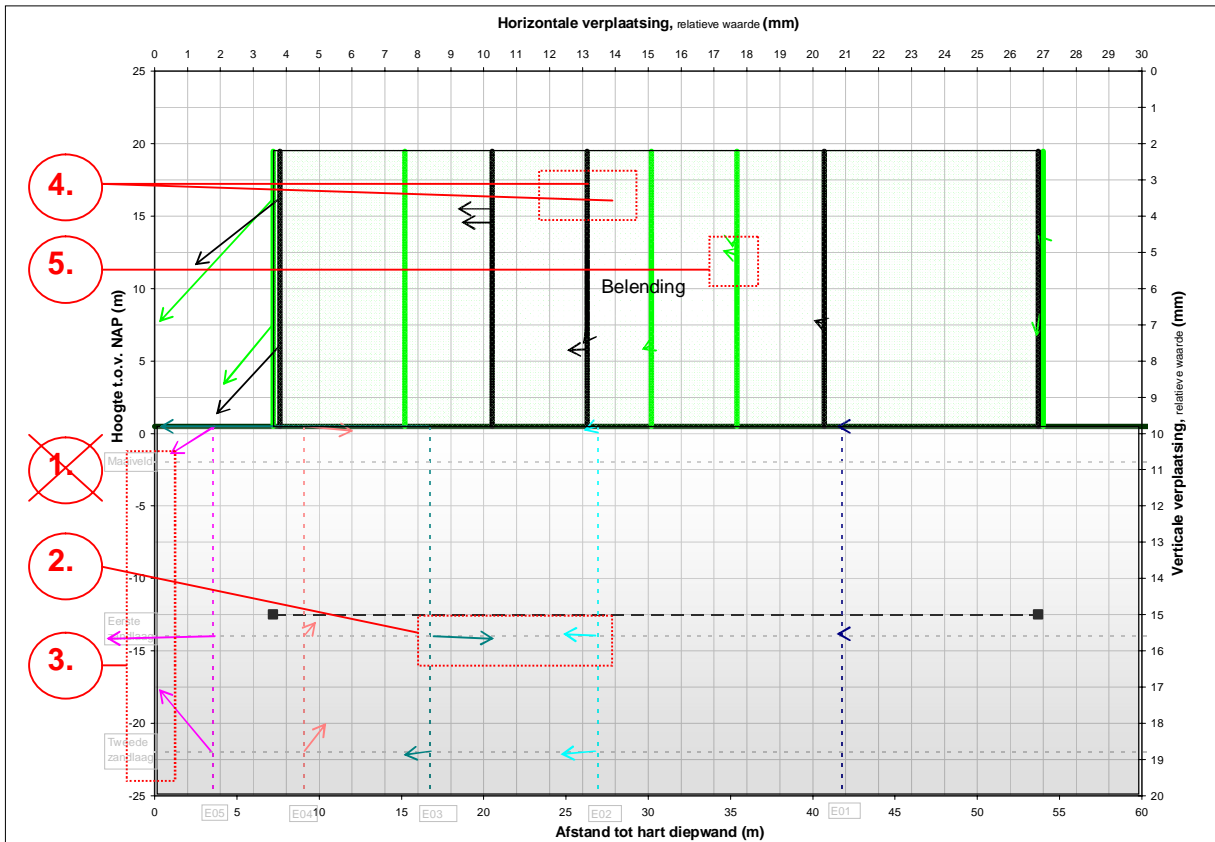 Horizontale verplaatsing, relatieve waarde (mm)
0 1 2 3 4 5 6 7 8 9 10 11 12 13 14 15 16 17 18 19 20 21 22 23 24 25 26 27 28 29 30
25
20
15
10
5
0
-5
-10
-15
-20
-25
Hoogte t.o.v. NAP (m)
0
1
2
3
4
5
6
7
8
9
10
11
12
13
14
15
16
17
18
19
20
Verticale verplaatsing, relatieve waarde (mm)
4.
5.
Belending
1.
Maaiveld
2.
Eerste
zandlaag
3.
Tweede
zandlaag
0 5 10 15 20 25 30 35 40 45 50 55 60
E05 E04 E03 E02 E01
Afstand tot hart diepwand (m)